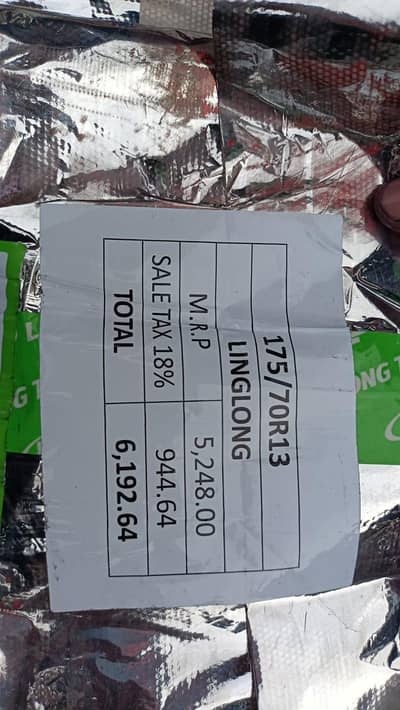 175/70R13
LINGLONG
M.R.P 5,248.00
SALE TAX 18% 944.64
TOTAL 6,192.64